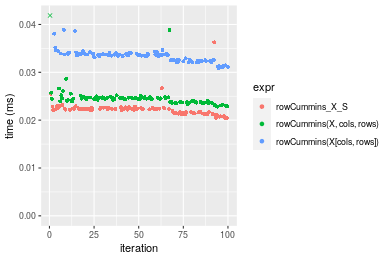 0.04
0.03
0.02
0.01
0.00
time (ms)
0
25
50
75
100
iteration
expr
rowCummins_X_S
rowCummins(X, cols, rows)
rowCummins(X[cols, rows])